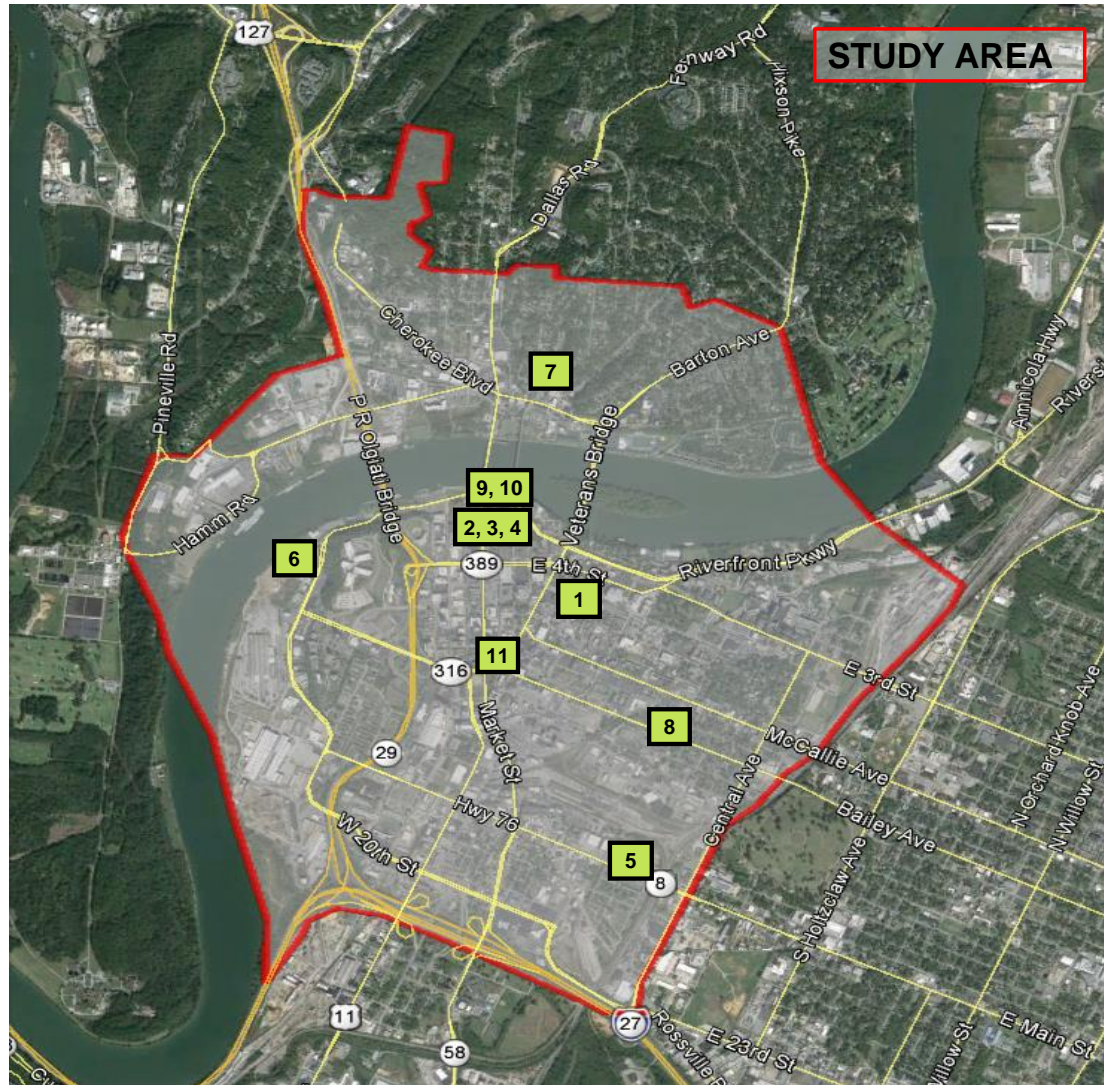 127
STUDY AREA
Fenway Rd
Hixson Pike
Dallas Rd
Pineville Rd
Cherokee Blvd
7
Barton Ave
Amnicola Hwy
P R Olgiati Bridge
Veterans Bridge
9, 10
Hamm Rd
2, 3, 4
6
389
E 4th St
Riverfront Pkwy
1
11
316
E 3rd St
8
McCallie Ave
N Orchard Knob Ave
N Willow St
29
Market St
Central Ave
Bailey Ave
Hwy 76
W 20th St
5
8
S Holtzclaw Ave
11
27
E 23rd St
E Main St
58